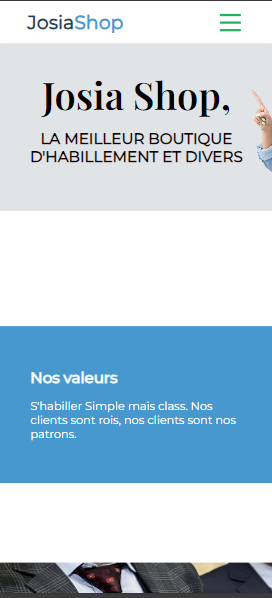 JosiaShop
Josia Shop,
LA MEILLEUR BOUTIQUE
D'HABILLEMENT ET DIVERS
Nos valeurs
S'habiller Simple mais class. Nos
clients sont rois, nos clients sont nos
patrons.